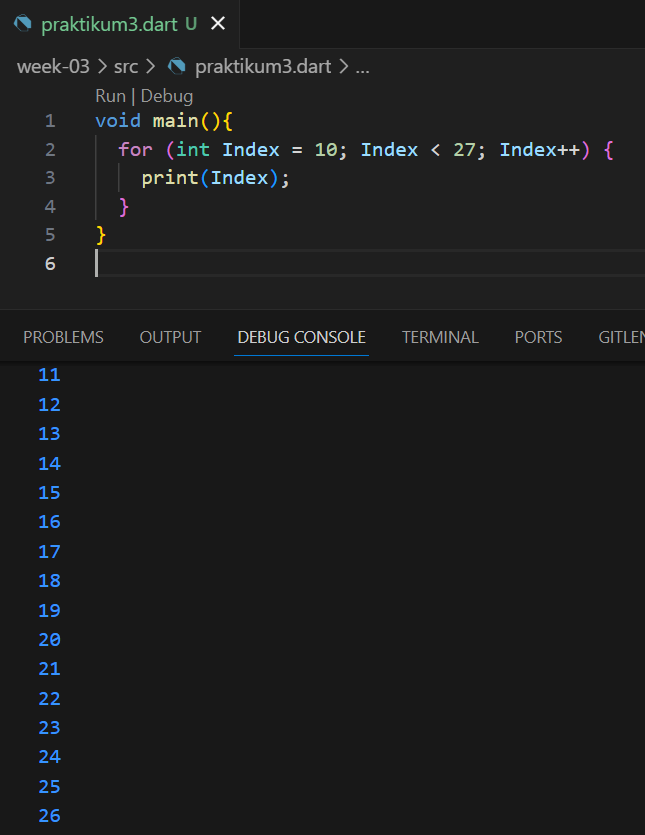 praktikum3.dart U
week-03 > src > praktikum3.dart > ...
Run | Debug
1 void main(){
2 for (int Index = 10; Index < 27; Index++) {
3 print(Index);
4 }
5 }
6
PROBLEMS OUTPUT DEBUG CONSOLE TERMINAL PORTS GITLEN
11
12
13
14
15
16
17
18
19
20
21
22
23
24
25
26